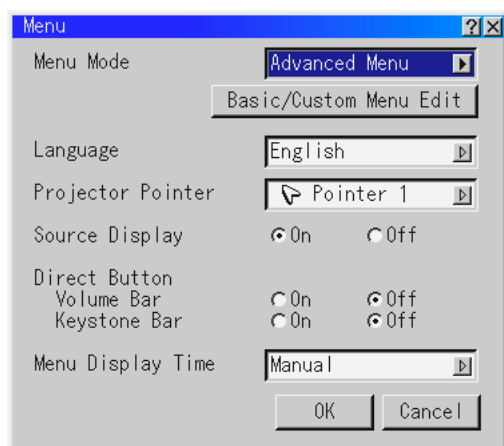 Menu ?
Menu Mode Advanced Menu
Basic/Custom Menu Edit
Language English
Projector Pointer Pointer 1
Source Display On Off
Direct Button
Volume Bar On Off
Keystone Bar On Off
Menu Display Time Manual
OK Cancel